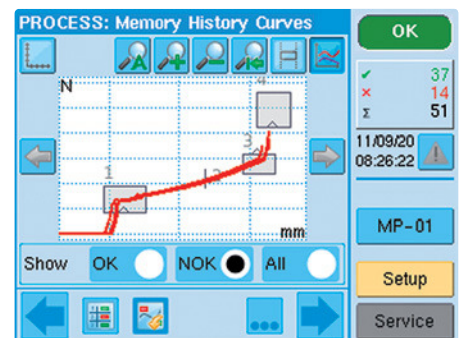 PROCESS: Memory History Curves
OK
N
4
3
1
2
mm
✔ 37
× 14
Σ 51
11/09/20
08:26:22
MP-01
Show OK NOK All
Setup
Service